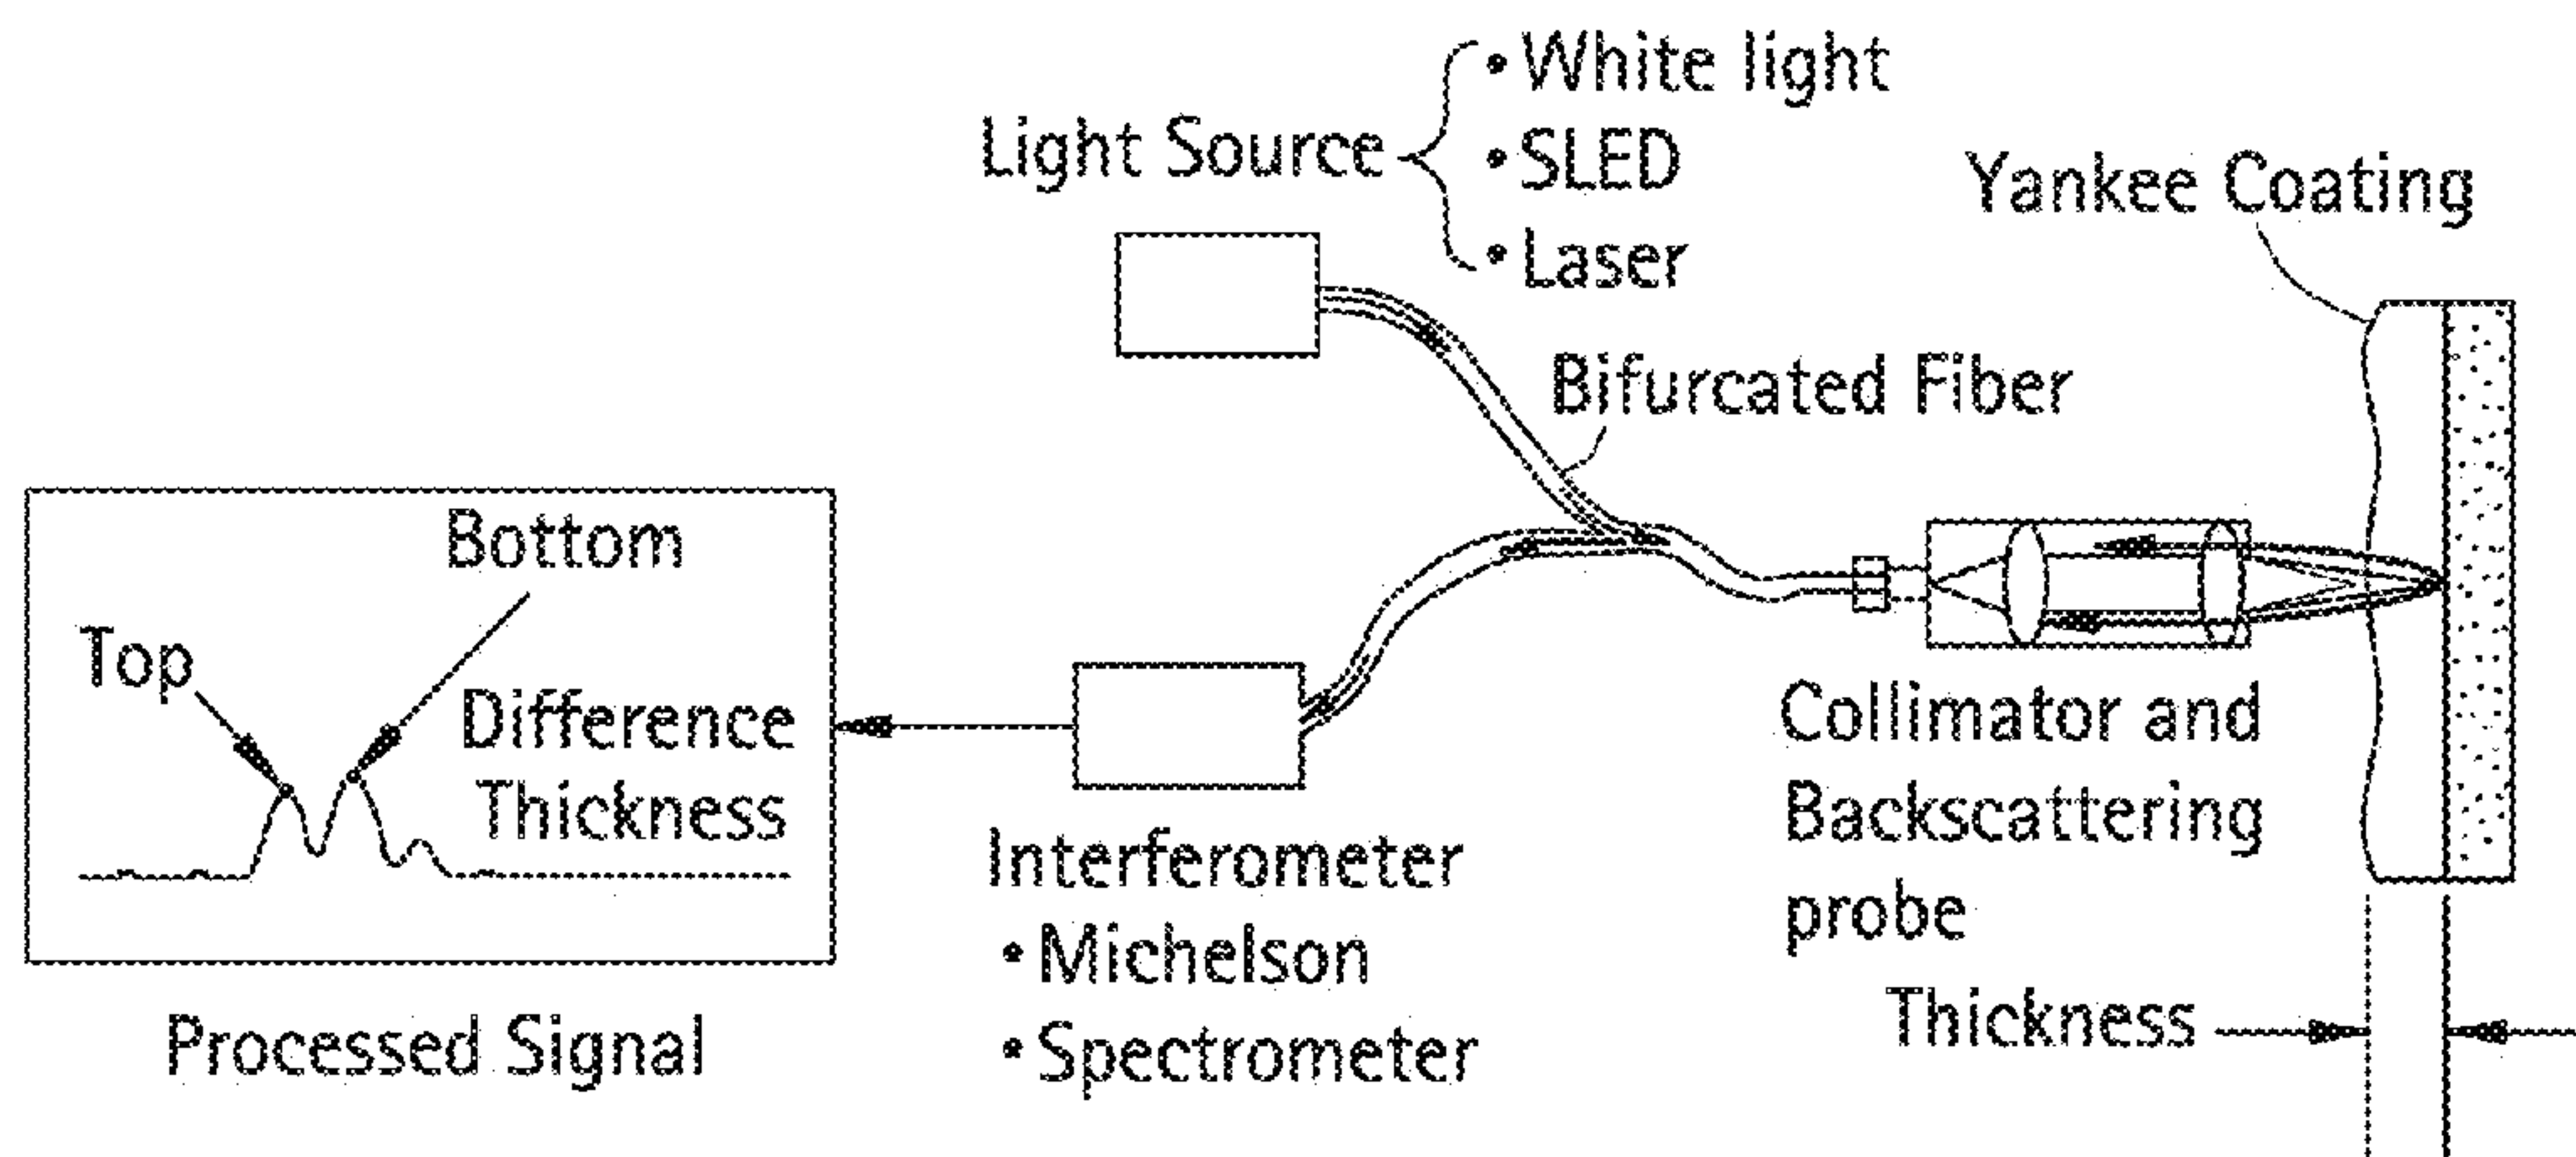 • White light
Light Source
• SLED
• Laser
Yankee Coating
Bifurcated Fiber
Bottom
Top
Difference
Thickness
Processed Signal
Interferometer
• Michelson
• Spectrometer
Collimator and
Backscattering
probe
Thickness